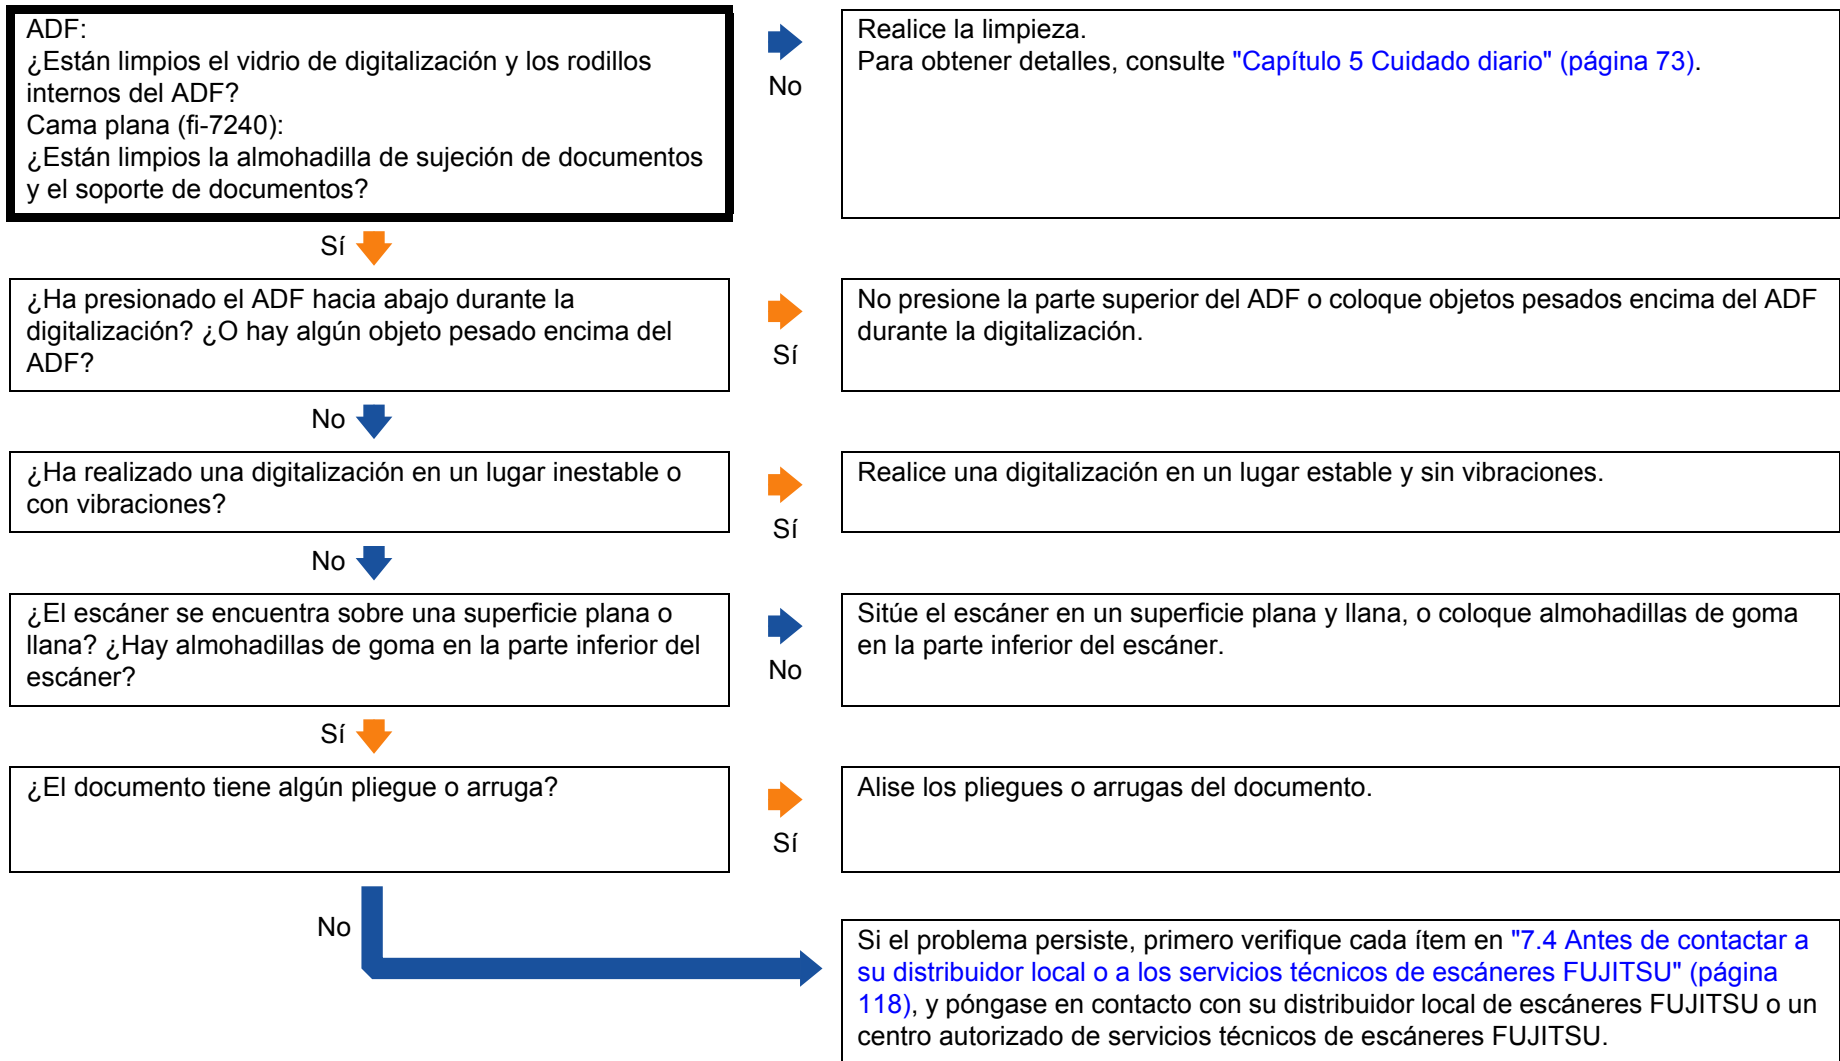 ADF:
¿Están limpios el vidrio de digitalización y los rodillos
internos del ADF?
Cama plana (fi-7240):
¿Están limpios la almohadilla de sujeción de documentos
y el soporte de documentos?
No
Realice la limpieza.
Para obtener detalles, consulte "Capítulo 5 Cuidado diario" (página 73).
Sí
¿Ha presionado el ADF hacia abajo durante la
digitalización? ¿O hay algún objeto pesado encima del
ADF?
Sí
No presione la parte superior del ADF o coloque objetos pesados encima del ADF
durante la digitalización.
No
¿Ha realizado una digitalización en un lugar inestable o
con vibraciones?
Sí
Realice una digitalización en un lugar estable y sin vibraciones.
No
¿El escáner se encuentra sobre una superficie plana o
llana? ¿Hay almohadillas de goma en la parte inferior del
escáner?
No
Sitúe el escáner en un superficie plana y llana, o coloque almohadillas de goma
en la parte inferior del escáner.
Sí
¿El documento tiene algún pliegue o arruga?
Sí
Alise los pliegues o arrugas del documento.
No
Si el problema persiste, primero verifique cada ítem en "7.4 Antes de contactar a
su distribuidor local o a los servicios técnicos de escáneres FUJITSU" (página
118), y póngase en contacto con su distribuidor local de escáneres FUJITSU o un
centro autorizado de servicios técnicos de escáneres FUJITSU.